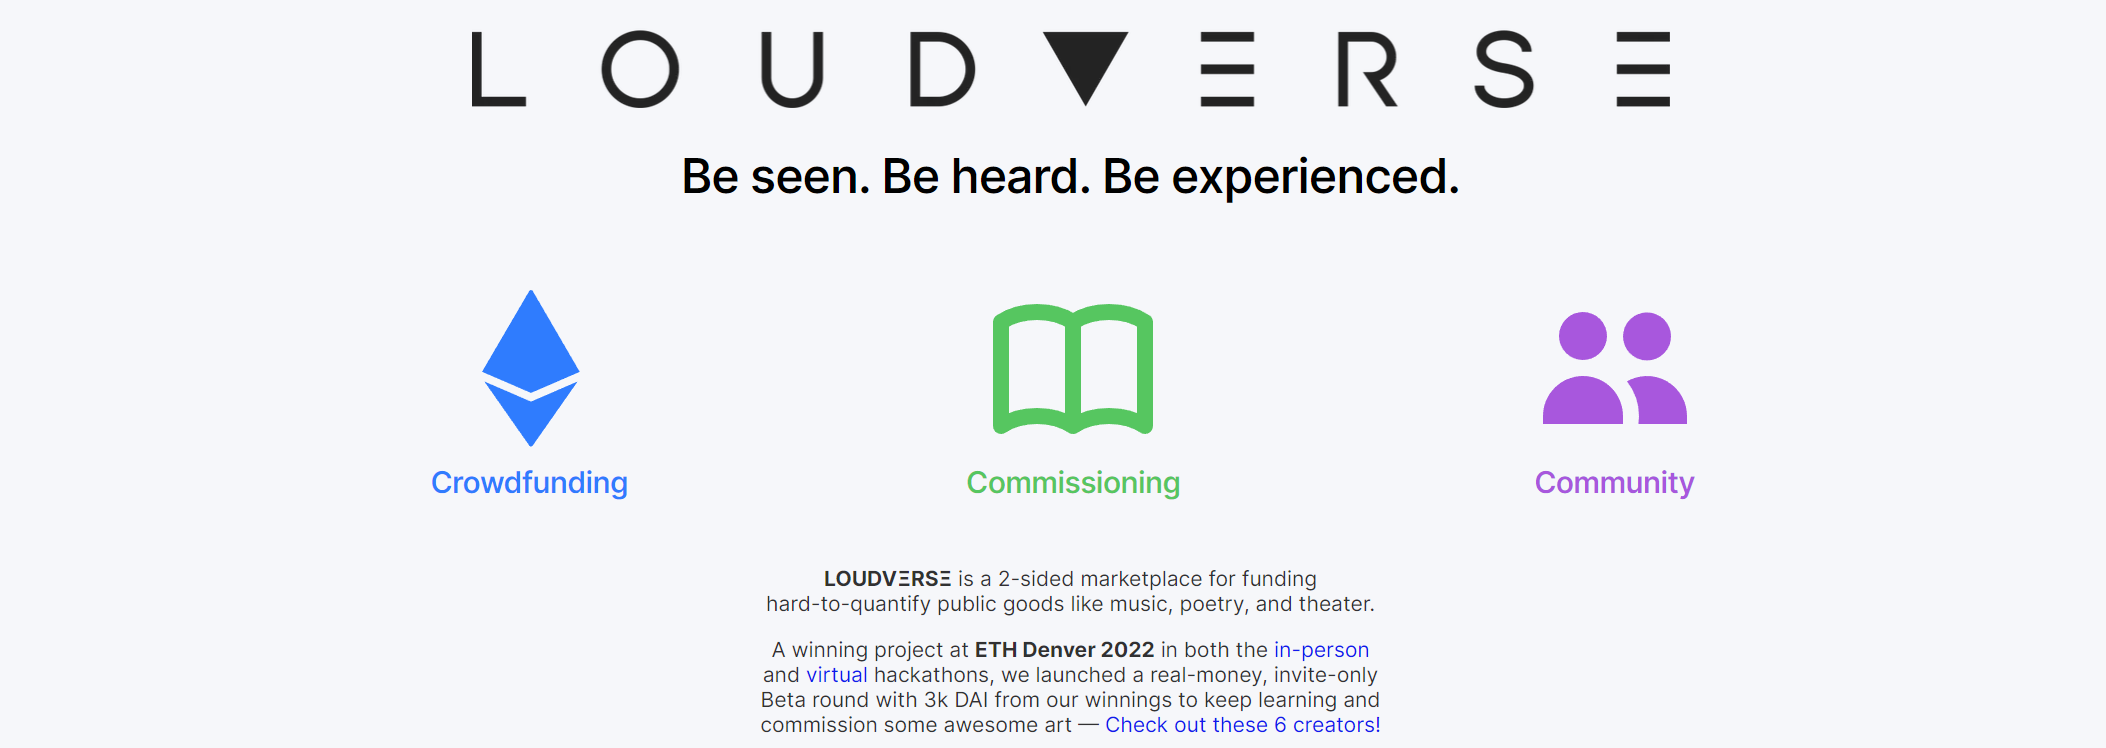 LOUDVERSE
Be seen. Be heard. Be experienced.
Crowdfunding
Commissioning
Community
LOUDVΞRSΞ is a 2-sided marketplace for funding
hard-to-quantify public goods like music, poetry, and theater.
A winning project at ETH Denver 2022 in both the in-person
and virtual hackathons, we launched a real-money, invite-only
Beta round with 3k DAI from our winnings to keep learning and
commission some awesome art — Check out these 6 creators!